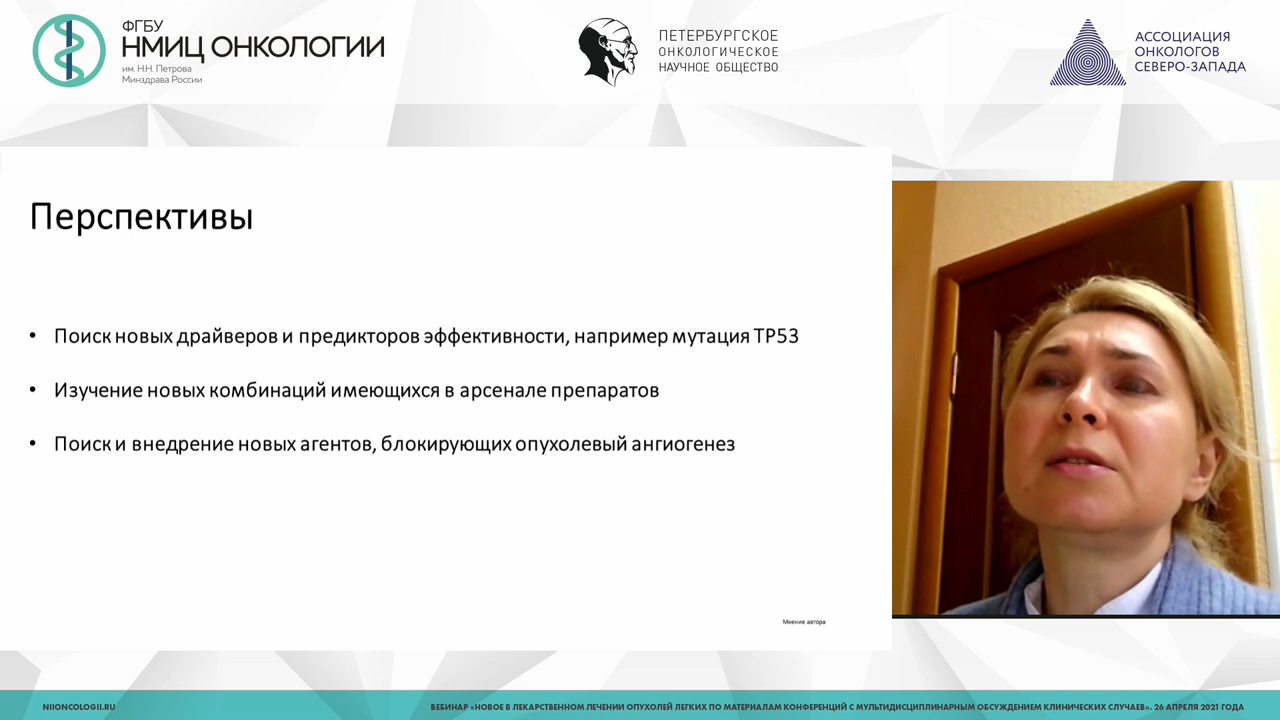 ФГБУ
НМИЦ ОНКОЛОГИИ
им. Н.Н. Петрова
Минздрава России
ПЕТЕРБУРГСКОЕ
ОНКОЛОГИЧЕСКОЕ
НАУЧНОЕ ОБЩЕСТВО
АССОЦИАЦИЯ
ОНКОЛОГОВ
СЕВЕРО-ЗАПАДА
Перспективы
• Поиск новых драйверов и предикторов эффективности, например мутация TP53
• Изучение новых комбинаций имеющихся в арсенале препаратов
• Поиск и внедрение новых агентов, блокирующих опухолевый ангиогенез
Мнение автора
NIIONCOLOGII.RU
ВЕБИНАР «НОВОЕ В ЛЕКАРСТВЕННОМ ЛЕЧЕНИИ ОПУХОЛЕЙ ЛЕГКИХ ПО МАТЕРИАЛАМ КОНФЕРЕНЦИЙ С МУЛЬТИДИСЦИПЛИНАРНЫМ ОБСУЖДЕНИЕМ КЛИНИЧЕСКИХ СЛУЧАЕВ». 26 АПРЕЛЯ 2021 ГОДА